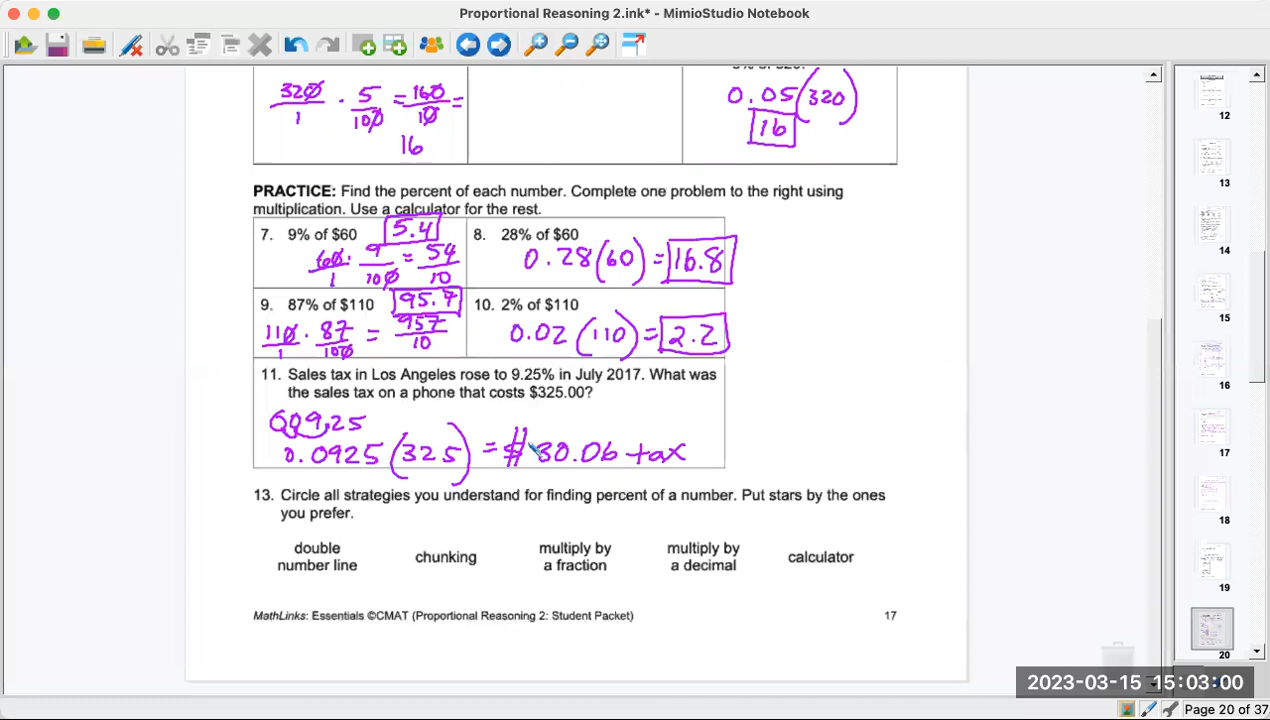 Proportional Reasoning 2.ink* - MimioStudio Notebook
320/1 · 5/100 = 160/10 =
16
0.05(320)
16
PRACTICE: Find the percent of each number. Complete one problem to the right using
multiplication. Use a calculator for the rest.
7. 9% of $60 5.4
60/1 · 9/100 = 54/10
8. 28% of $60
0.28(60) = 16.8
9. 87% of $110 95.7
110/1 · 87/100 = 957/10
10. 2% of $110
0.02(110) = 2.2
11. Sales tax in Los Angeles rose to 9.25% in July 2017. What was
the sales tax on a phone that costs $325.00?
009.25
0.0925(325) = $30.06 tax
13. Circle all strategies you understand for finding percent of a number. Put stars by the ones
you prefer.
double
number line
chunking
multiply by
a fraction
multiply by
a decimal
calculator
MathLinks: Essentials ©CMAT (Proportional Reasoning 2: Student Packet)
17
12
13
14
15
16
17
18
19
20
2023-03-15 15:03:00
Page 20 of 37